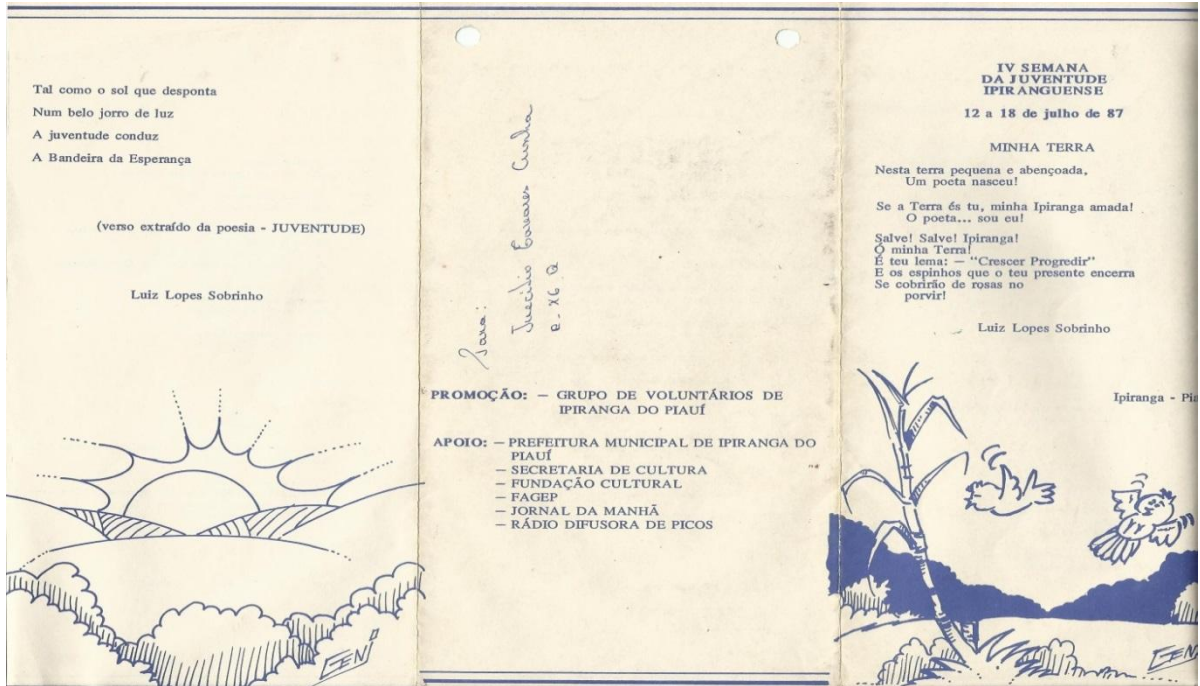 Tal como o sol que desponta
Num belo jorro de luz
A juventude conduz
A Bandeira da Esperança
(verso extraído da poesia - JUVENTUDE)
Luiz Lopes Sobrinho
GENI
Para:
Cunha
PROMOÇÃO: — GRUPO DE VOLUNTÁRIOS DE
IPIRANGA DO PIAUÍ
APOIO: — PREFEITURA MUNICIPAL DE IPIRANGA DO
PIAUÍ
— SECRETARIA DE CULTURA
— FUNDAÇÃO CULTURAL
— FAGEP
— JORNAL DA MANHÃ
— RÁDIO DIFUSORA DE PICOS
IV SEMANA
DA JUVENTUDE
IPIRANGUENSE
12 a 18 de julho de 87
MINHA TERRA
Nesta terra pequena e abençoada,
Um poeta nasceu!
Se a Terra és tu, minha Ipiranga amada!
O poeta... sou eu!
Salve! Salve! Ipiranga!
Ó minha Terra!
É teu lema: — “Crescer Progredir”
E os espinhos que o teu presente encerra
Se cobrirão de rosas no
porvir!
Luiz Lopes Sobrinho
Ipiranga - Pia
GEN